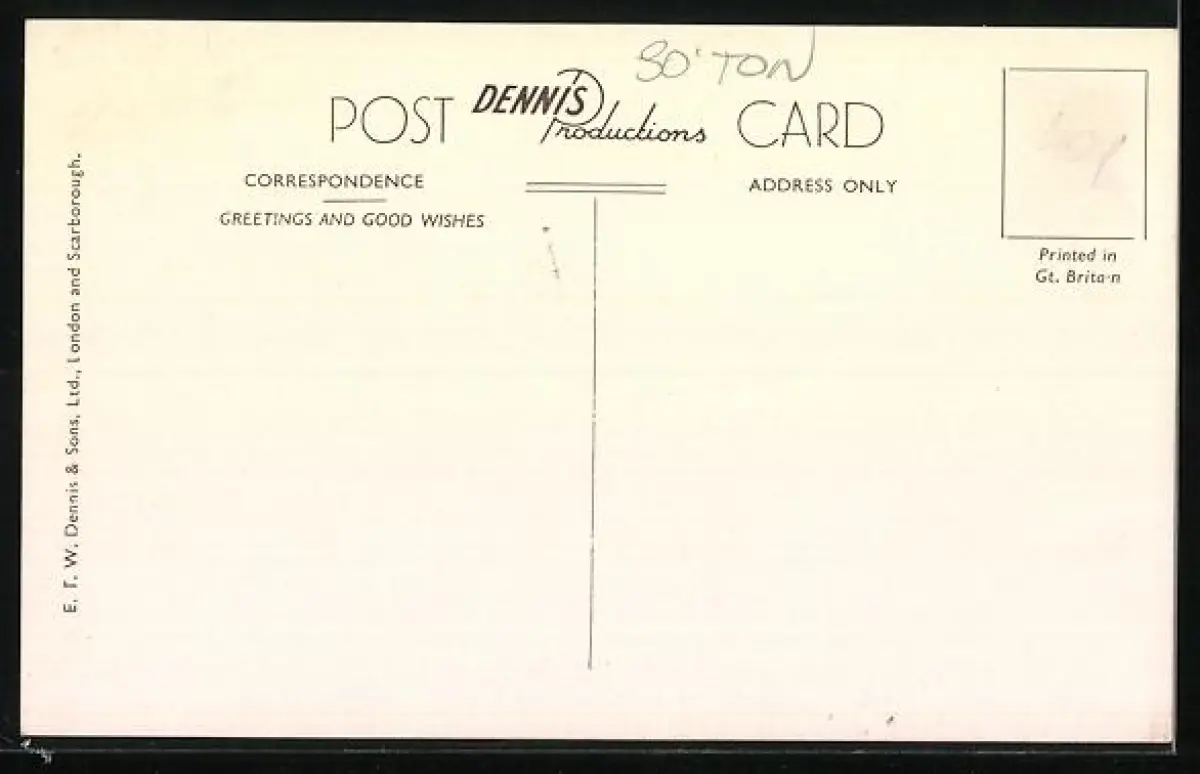 SO'TON
POST DENNIS Productions CARD
CORRESPONDENCE
ADDRESS ONLY
GREETINGS AND GOOD WISHES
Printed in
Gt. Britain
E. T. W. Dennis & Sons, Ltd., London and Scarborough.